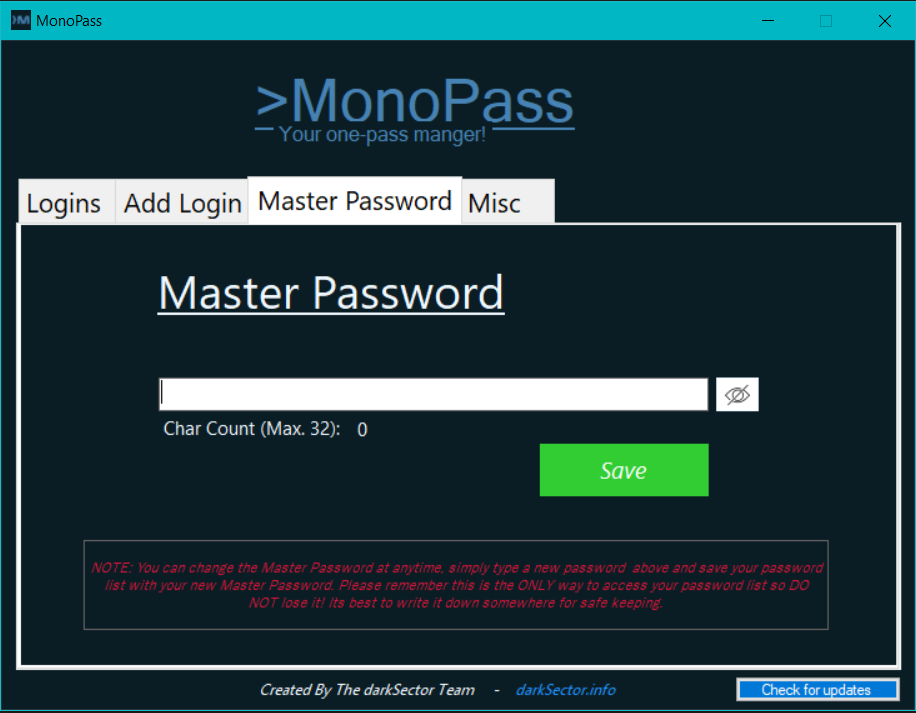 MonoPass
>MonoPass
Your one-pass manger!
Logins Add Login Master Password Misc
Master Password
Char Count (Max. 32): 0
Save
NOTE: You can change the Master Password at anytime, simply type a new password above and save your password
list with your new Master Password. Please remember this is the ONLY way to access your password list so DO
NOT lose it! Its best to write it down somewhere for safe keeping.
Created By The darkSector Team - darkSector.info
Check for updates